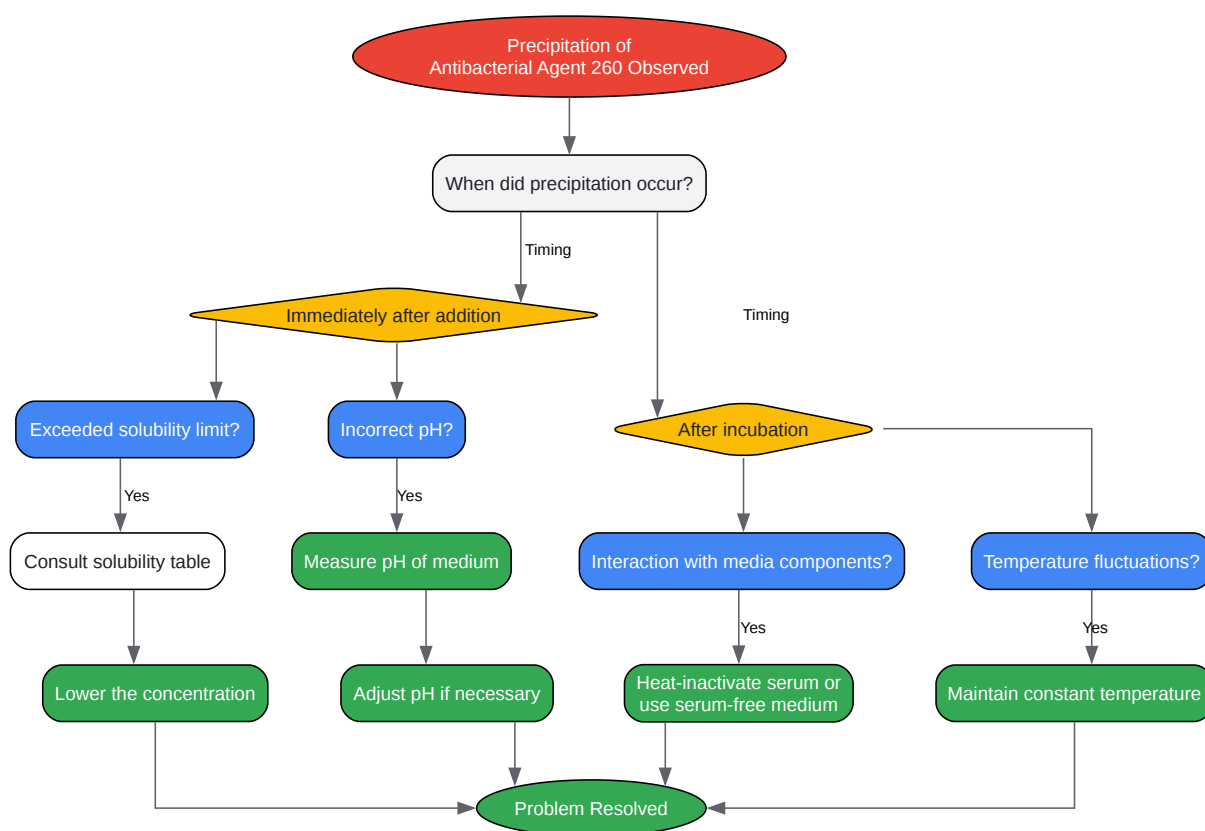 Precipitation of
Antibacterial Agent 260 Observed
When did precipitation occur?
Timing
Immediately after addition
Timing
Exceeded solubility limit?
Incorrect pH?
After incubation
Yes
Yes
Consult solubility table
Measure pH of medium
Interaction with media components?
Temperature fluctuations?
Yes
Yes
Lower the concentration
Adjust pH if necessary
Heat-inactivate serum or
use serum-free medium
Maintain constant temperature
Problem Resolved